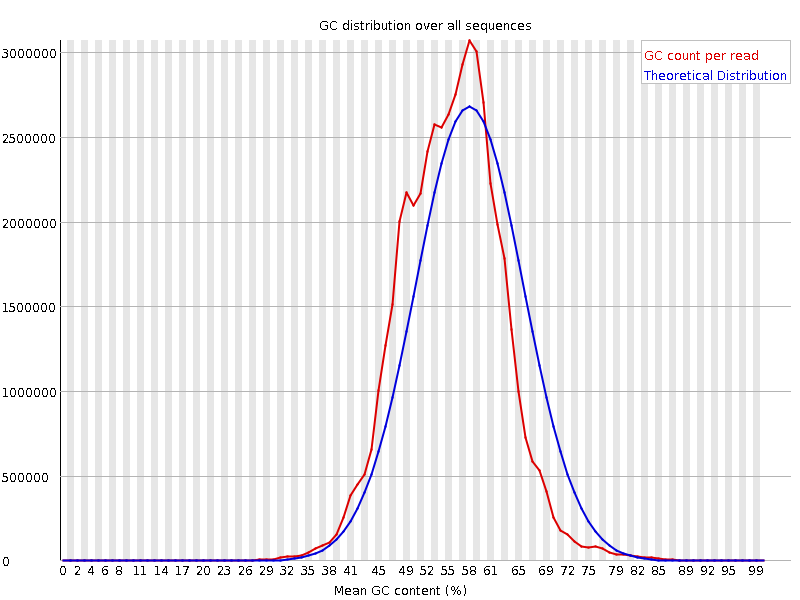 GC distribution over all sequences
GC count per read
Theoretical Distribution
3000000
2500000
2000000
1500000
1000000
500000
0
0 2 4 6 8 11 14 17 20 23 26 29 32 35 38 41 45 49 52 55 58 61 65 69 72 75 79 82 85 89 92 95 99
Mean GC content (%)